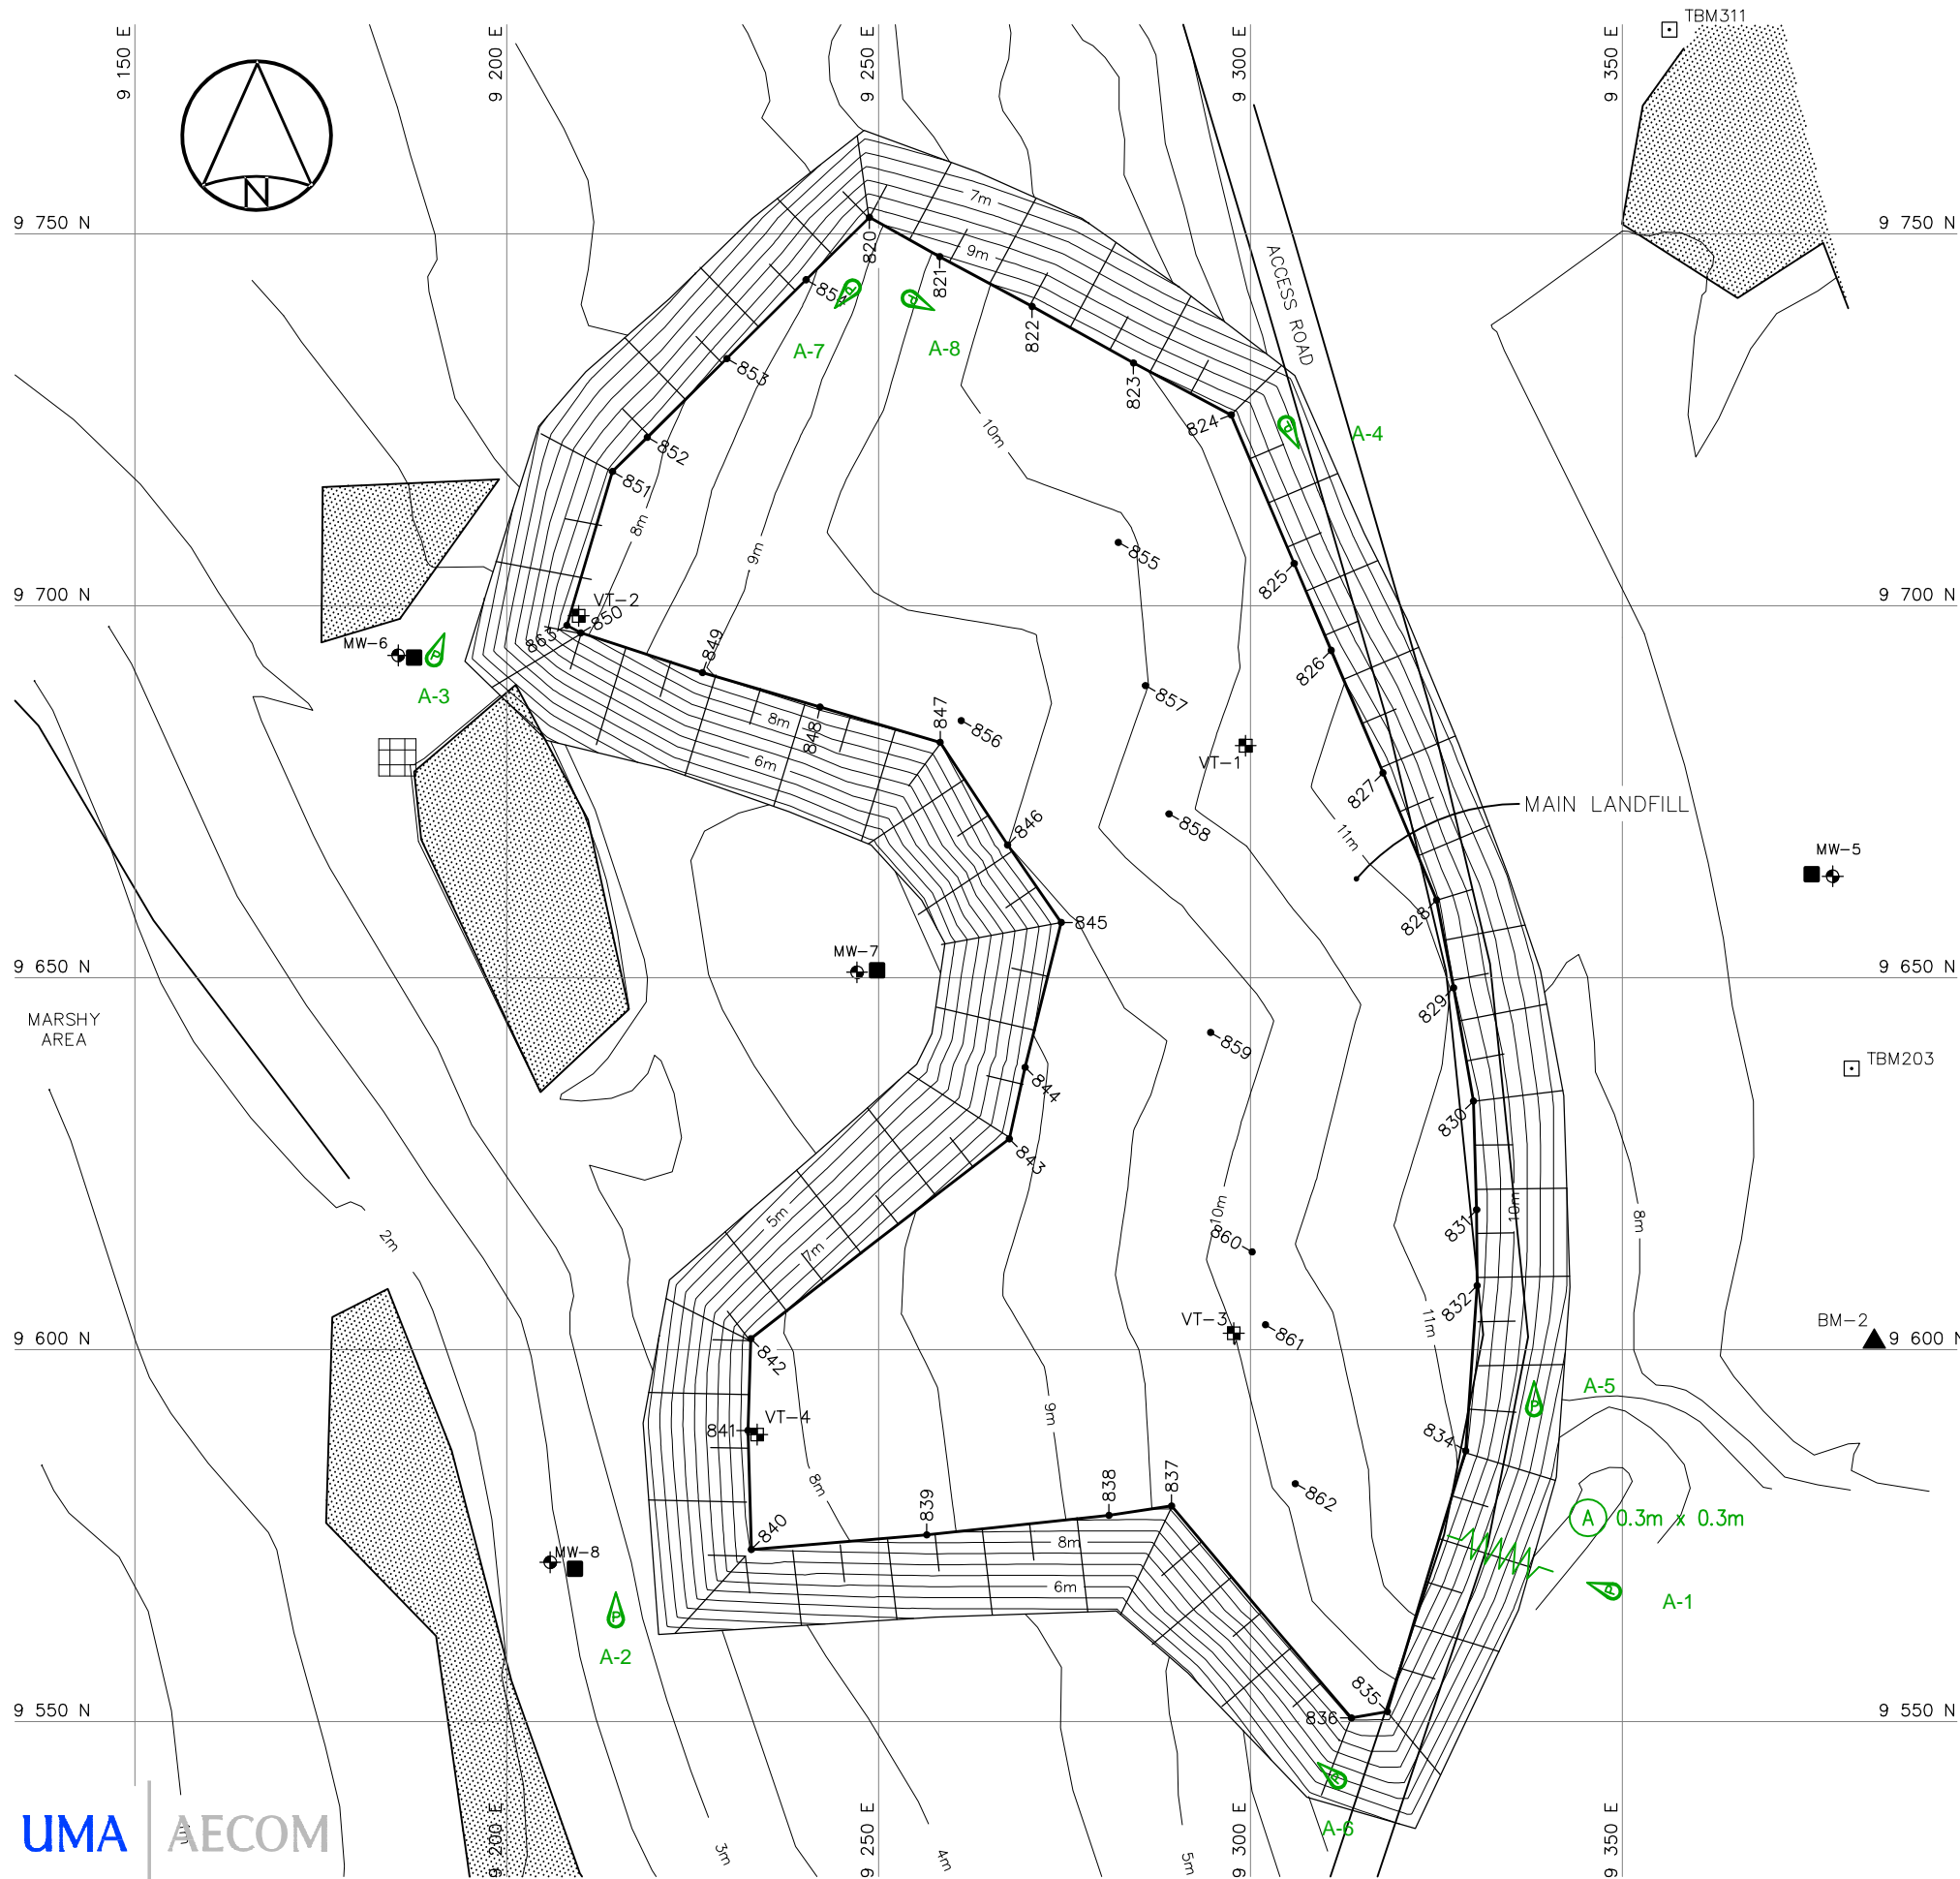 TBM311
9 150 E
9 200 E
9 250 E
9 300 E
9 350 E
N
7m
9 750 N
9 750 N
820
821
9m
ACCESS ROAD
854
822
A-7
A-8
853
823
824
10m
A-4
852
851
8m
9m
855
825
9 700 N
9 700 N
VT-2
850
863
MW-6
849
826
A-3
857
8m
848
847
856
6m
VT-1
827
MAIN LANDFILL
858
846
11m
MW-5
828
845
MW-7
9 650 N
9 650 N
829
MARSHY
AREA
859
TBM203
844
830
843
5m
10m
10m
831
8m
2m
7m
860
832
11m
VT-3
861
BM-2
9 600 N
9 600 N
842
A-5
9m
VT-4
841
834
8m
837
838
839
862
A
0.3m x 0.3m
840
8m
MW-8
6m
P
A-1
P
A-2
835
836
9 550 N
9 550 N
A-6
UMA
AECOM
3m
4m
5m
9 200 E
9 250 E
9 300 E
9 350 E